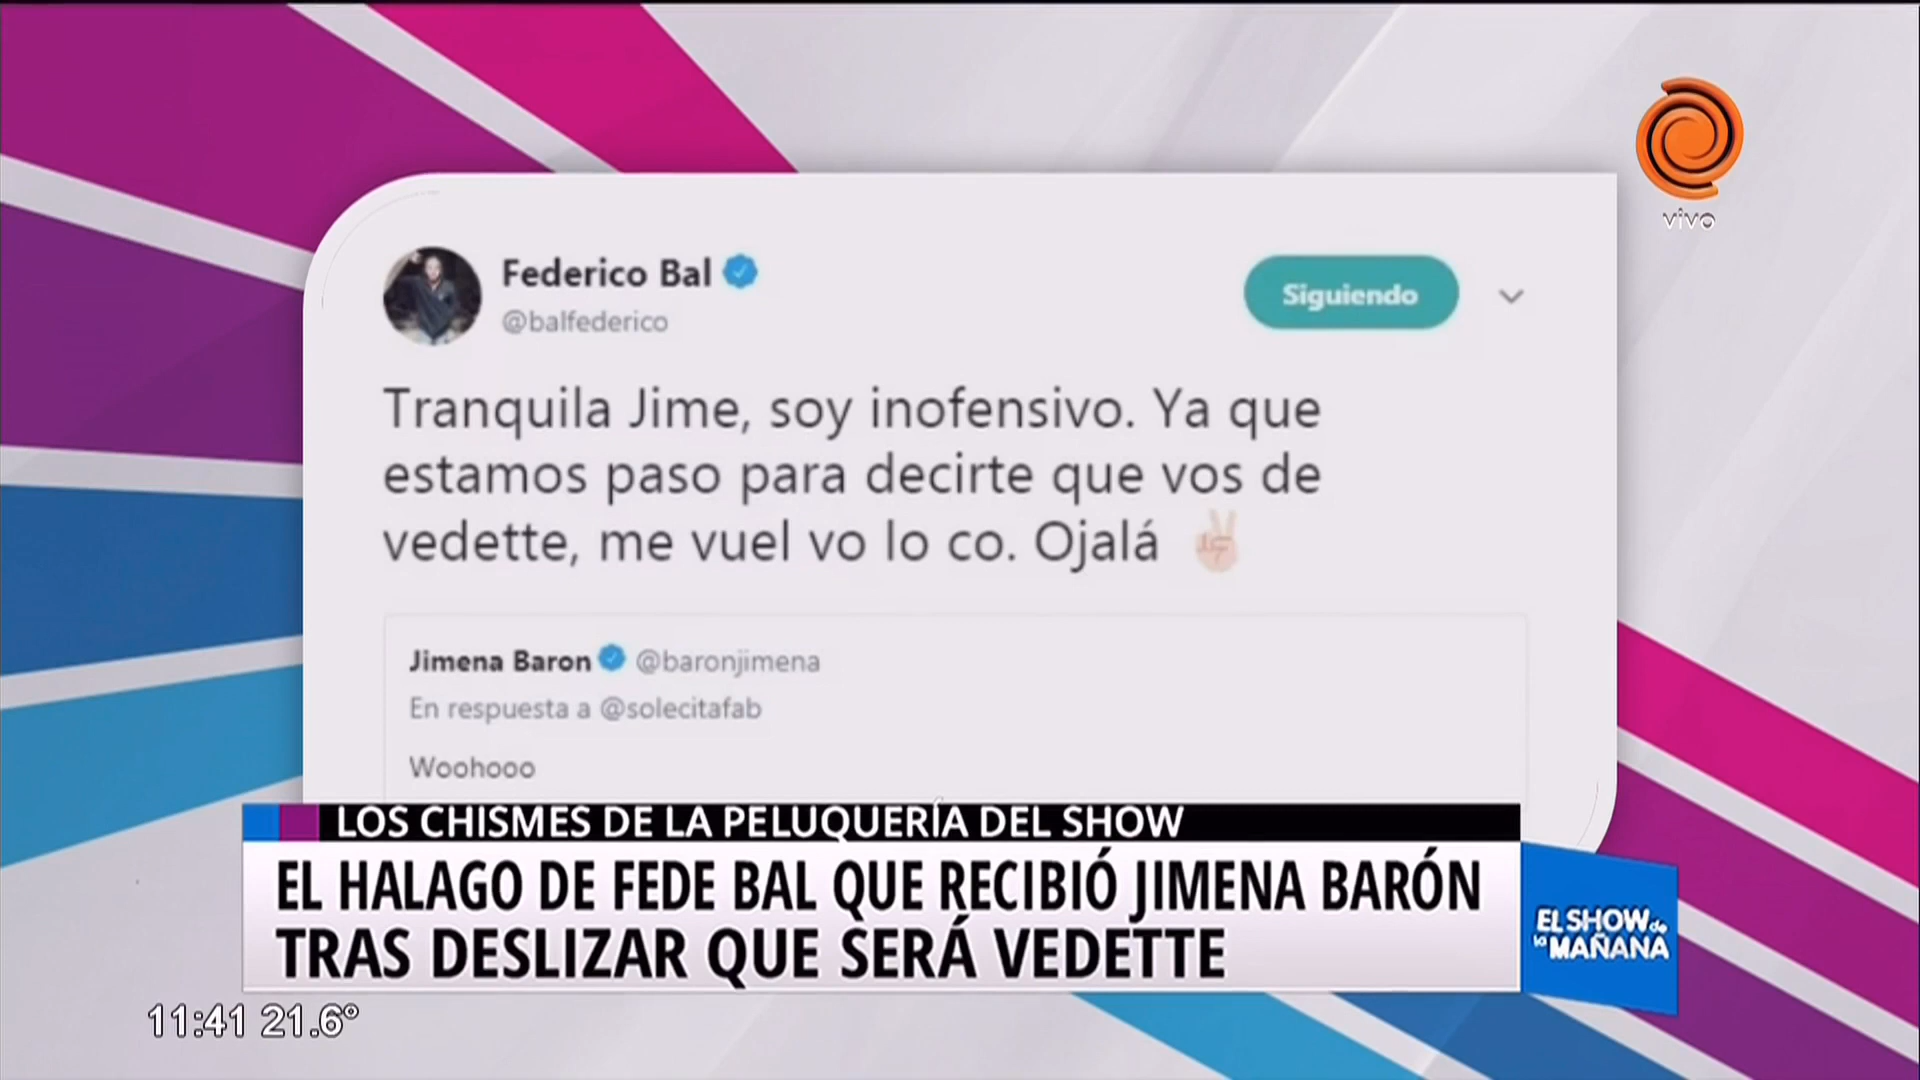 vivo
Federico Bal
@balfederico
Siguiendo
Tranquila Jime, soy inofensivo. Ya que
estamos paso para decirte que vos de
vedette, me vuel vo lo co. Ojalá
Jimena Baron @baronjimena
En respuesta a @solecitafab
Woohooo
LOS CHISMES DE LA PELUQUERÍA DEL SHOW
EL HALAGO DE FEDE BAL QUE RECIBIÓ JIMENA BARÓN
TRAS DESLIZAR QUE SERÁ VEDETTE
EL SHOW de
la MAÑANA
11:41 21.6°